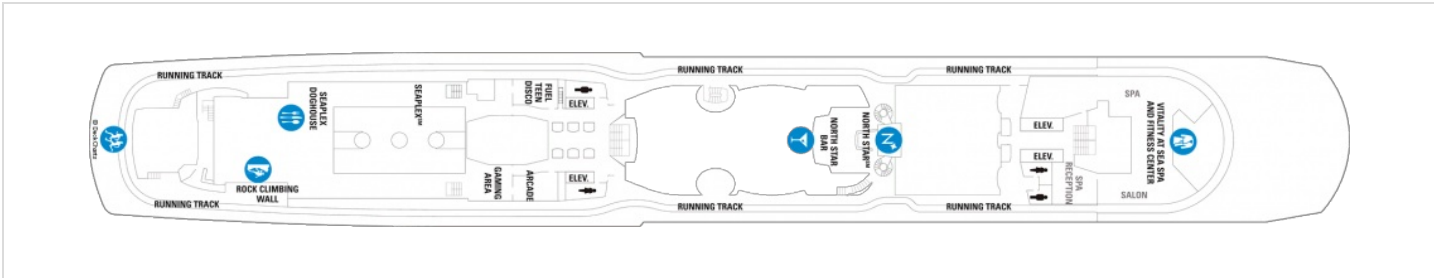 RUNNING TRACK
RUNNING TRACK
RUNNING TRACK
© Deck Chartz
SEAPLEX
DOGHOUSE
SEAPLEX℠
FUEL
TEEN
DISCO
ELEV.
NORTH STAR
BAR
NORTH STAR℠
N
ELEV.
SPA
VITALITY AT SEA SPA
AND FITNESS CENTER
ELEV.
ROCK CLIMBING
WALL
GAMING
AREA
ARCADE
ELEV.
SPA
RECEPTION
SALON
RUNNING TRACK
RUNNING TRACK
RUNNING TRACK